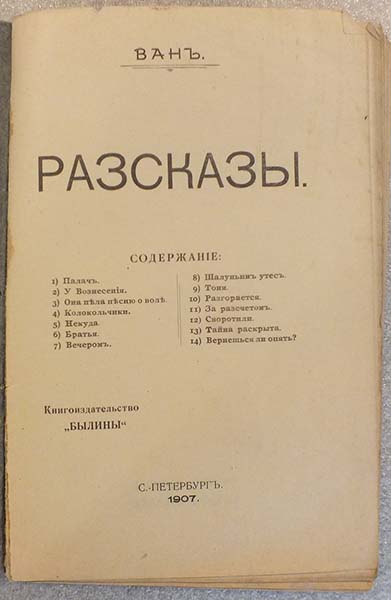 ВАНЪ.
РАЗСКАЗЫ.
СОДЕРЖАНІЕ:
1) Палачъ.
2) У Вознесенія.
3) Она пѣла пѣсню о волѣ.
4) Колокольчики.
5) Некуда.
6) Братья.
7) Вечеромъ.
8) Шалуньинъ утесъ.
9) Тоня.
10) Разгорается.
11) За разсчетомъ.
12) Своротили.
13) Тайна раскрыта.
14) Вернешься ли опять?
Книгоиздательство
„БЫЛИНЫ“
С.-ПЕТЕРБУРГЪ.
1907.